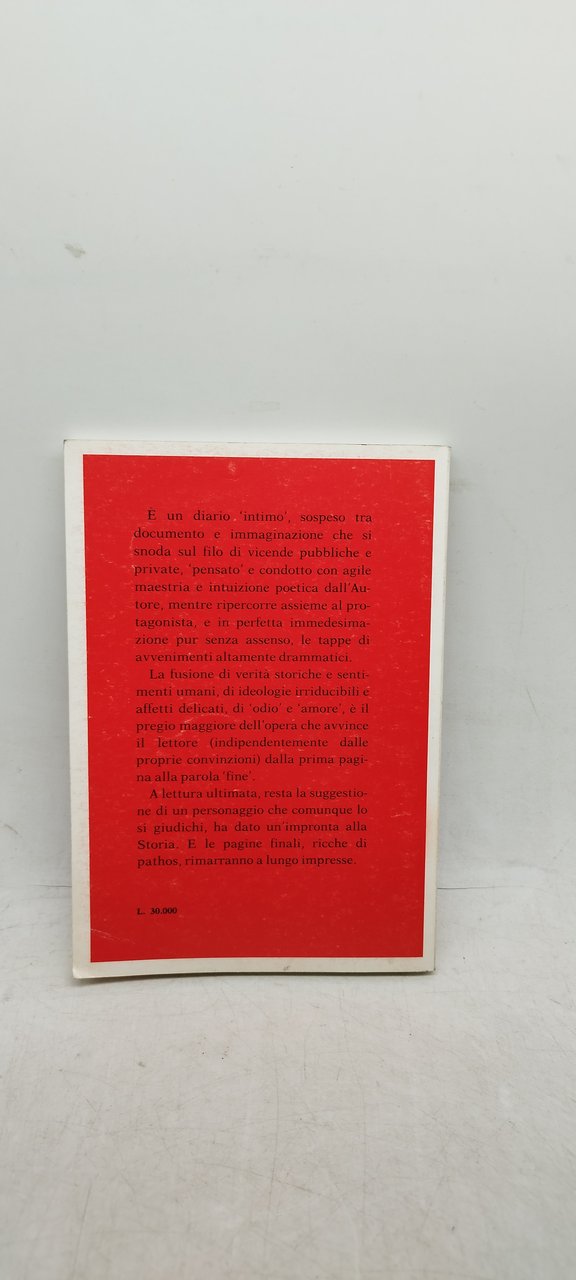 È un diario ‘intimo’, sospeso tra
documento e immaginazione che si
snoda sul filo di vicende pubbliche e
private, ‘pensato’ e condotto con agile
maestria e intuizione poetica dall’Au-
tore, mentre ripercorre assieme al pro-
tagonista, e in perfetta immedesima-
zione pur senza assenso, le tappe di
avvenimenti altamente drammatici.
La fusione di verità storiche e senti-
menti umani, di ideologie irriducibili e
affetti delicati, di ‘odio’ e ‘amore’, è il
pregio maggiore dell’opera che avvince
il lettore (indipendentemente dalle
proprie convinzioni) dalla prima pagi-
na alla parola ‘fine’.
A lettura ultimata, resta la suggestio-
ne di un personaggio che comunque lo
si giudichi, ha dato un’impronta alla
Storia. E le pagine finali, ricche di
pathos, rimarranno a lungo impresse.
L. 30.000